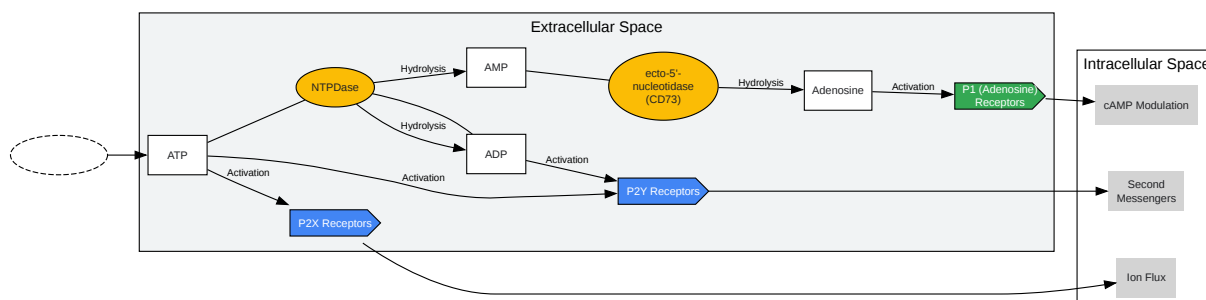 Extracellular Space
Intracellular Space
Hydrolysis
AMP
ecto-5'-
nucleotidase
(CD73)
Hydrolysis
Adenosine
Activation
P1 (Adenosine)
Receptors
cAMP Modulation
NTPDase
Hydrolysis
ATP
ADP
Activation
Activation
Activation
P2Y Receptors
Second
Messengers
P2X Receptors
Ion Flux